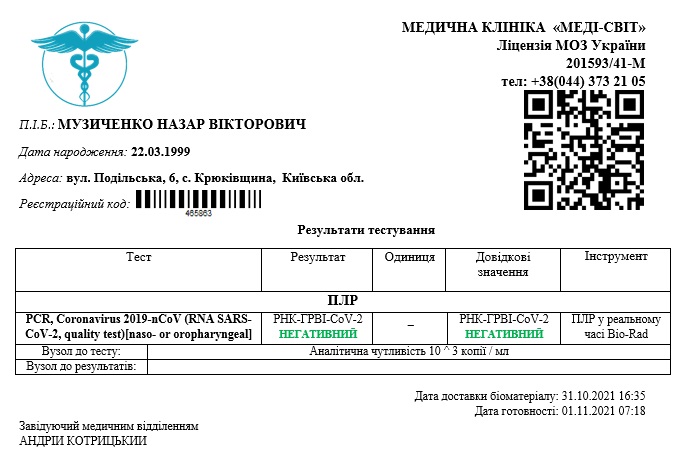 МЕДИЧНА КЛІНІКА «МЕДІ-СВІТ»
Ліцензія МОЗ України
201593/41-М
тел: +38(044) 373 21 05
П.І.Б.: МУЗИЧЕНКО НАЗАР ВІКТОРОВИЧ
Дата народження: 22.03.1999
Адреса: вул. Подільська, 6, с. Крюківщина, Київська обл.
Реєстраційний код:
465863
Результати тестування
Тест Результат Одиниця Довідкові значення Інструмент
ПЛР
PCR, Coronavirus 2019-nCoV (RNA SARS- РНК-ГРВІ-CoV-2 – РНК-ГРВІ-CoV-2 ПЛР у реальному
CoV-2, quality test)[naso- or oropharyngeal] НЕГАТИВНИЙ НЕГАТИВНИЙ часі Bio-Rad
Вузол до тесту: Аналітична чутливість 10 ^ 3 копії / мл
Вузол до результатів:
Дата доставки біоматеріалу: 31.10.2021 16:35
Дата готовності: 01.11.2021 07:18
Завідуючий медичним відділенням
АНДРІИ КОТРИЦЬКИИ